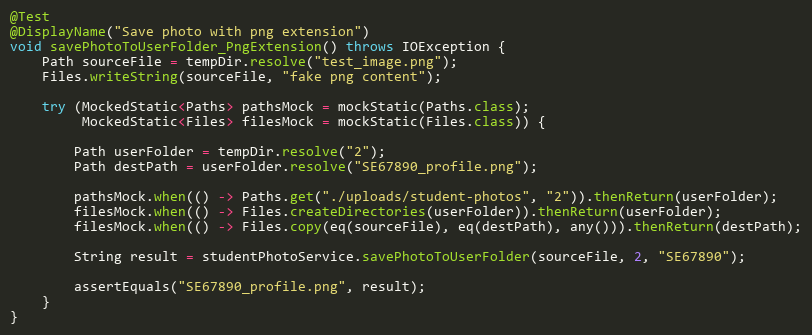 @Test
@DisplayName("Save photo with png extension")
void savePhotoToUserFolder_PngExtension() throws IOException {
    Path sourceFile = tempDir.resolve("test_image.png");
    Files.writeString(sourceFile, "fake png content");

    try (MockedStatic<Paths> pathsMock = mockStatic(Paths.class);
         MockedStatic<Files> filesMock = mockStatic(Files.class)) {

        Path userFolder = tempDir.resolve("2");
        Path destPath = userFolder.resolve("SE67890_profile.png");

        pathsMock.when(() -> Paths.get("./uploads/student-photos", "2")).thenReturn(userFolder);
        filesMock.when(() -> Files.createDirectories(userFolder)).thenReturn(userFolder);
        filesMock.when(() -> Files.copy(eq(sourceFile), eq(destPath), any())).thenReturn(destPath);

        String result = studentPhotoService.savePhotoToUserFolder(sourceFile, 2, "SE67890");

        assertEquals("SE67890_profile.png", result);
    }
}